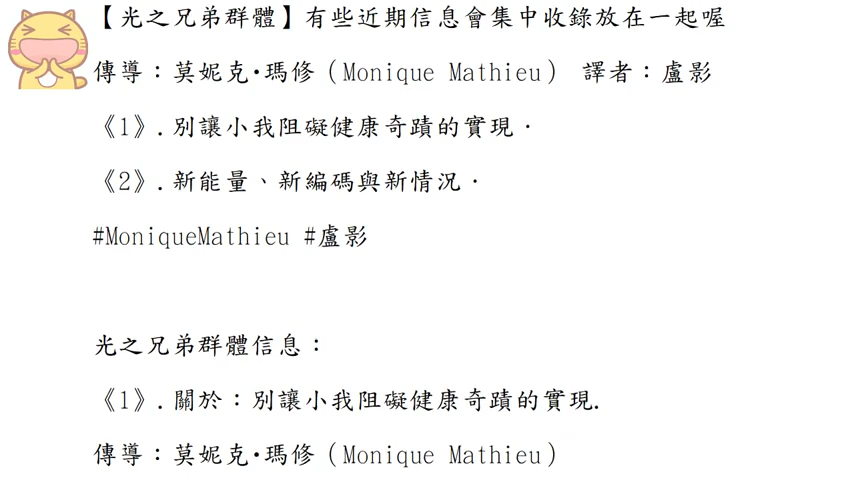 【光之兄弟群體】有些近期信息會集中收錄放在一起喔
傳導：莫妮克•瑪修（Monique Mathieu） 譯者：盧影
《1》.別讓小我阻礙健康奇蹟的實現．
《2》.新能量、新編碼與新情況．
#MoniqueMathieu #盧影
光之兄弟群體信息：
《1》.關於：別讓小我阻礙健康奇蹟的實現.
傳導：莫妮克•瑪修（Monique Mathieu）